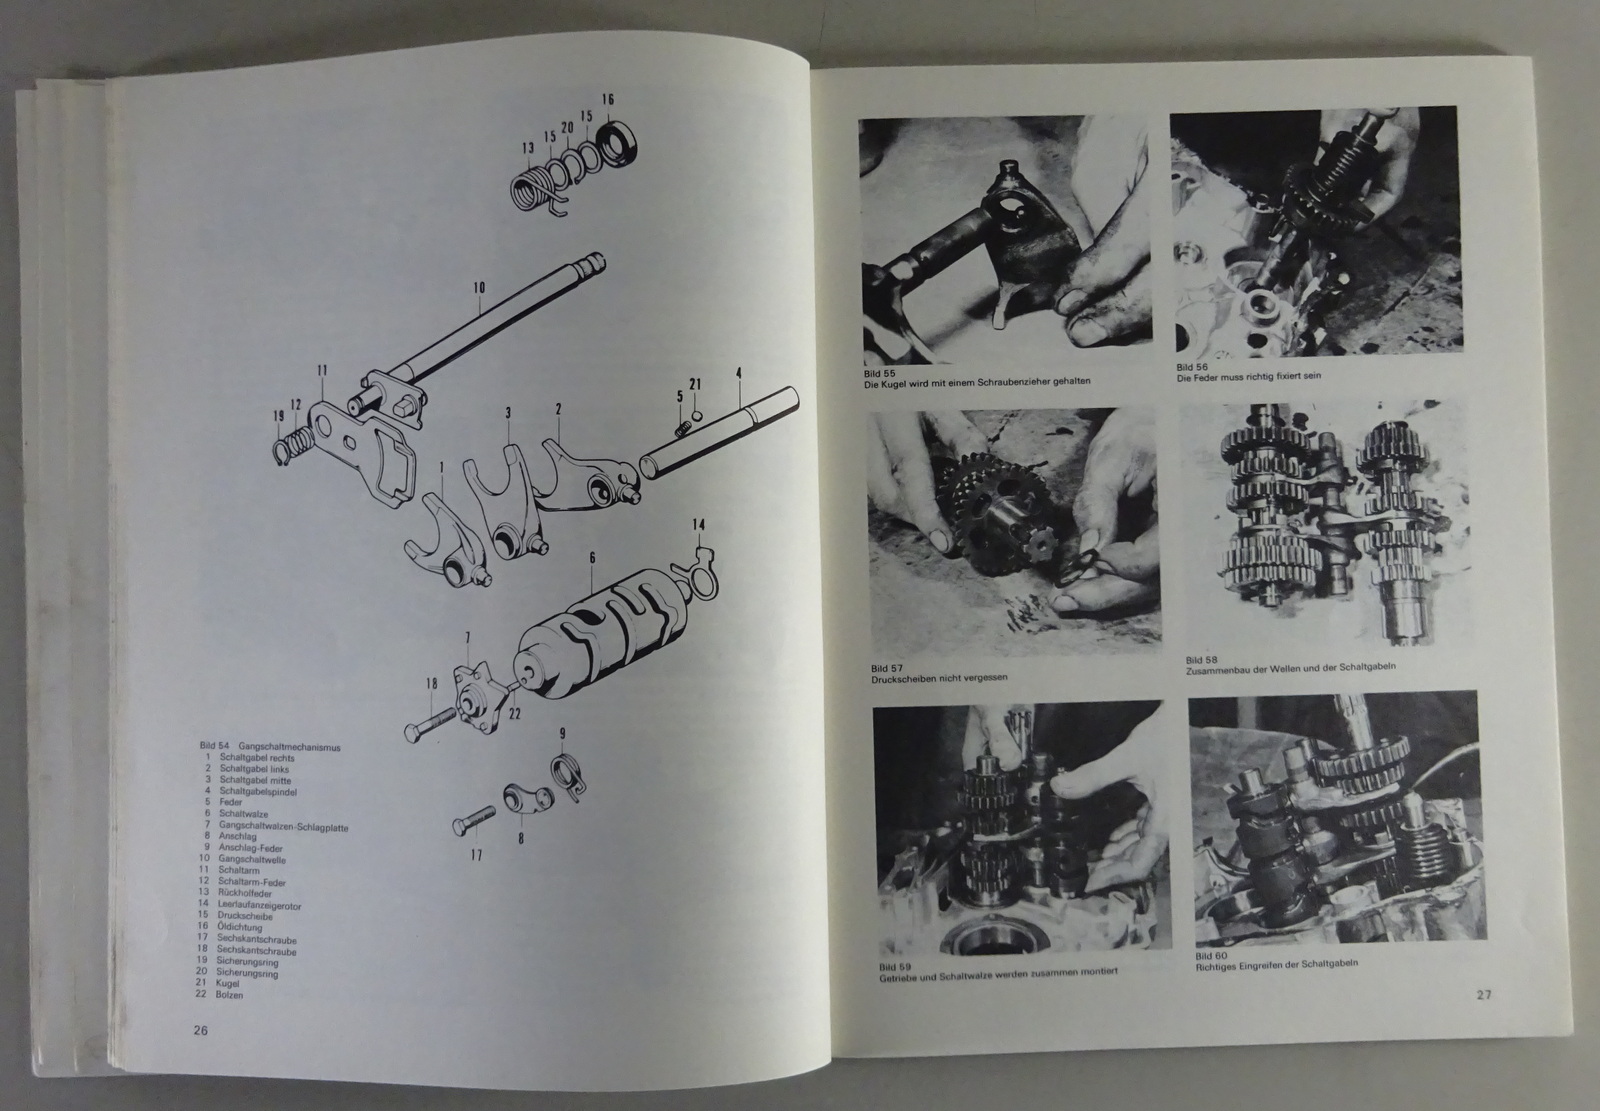 16
15
20
15
13
10
11
12
19
4
21
5
2
3
1
14
6
7
18
22
9
8
17
Bild 54 Gangschaltmechanismus
1 Schaltgabel rechts
2 Schaltgabel links
3 Schaltgabel mitte
4 Schaltgabelspindel
5 Feder
6 Schaltwalze
7 Gangschaltwalzen-Schlagplatte
8 Anschlag
9 Anschlag-Feder
10 Gangschaltwelle
11 Schaltarm
12 Schaltarm-Feder
13 Rückholfeder
14 Leerlaufanzeigerotor
15 Druckscheibe
16 Öldichtung
17 Sechskantschraube
18 Sechskantschraube
19 Sicherungsring
20 Sicherungsring
21 Kugel
22 Bolzen
26
Bild 55
Die Kugel wird mit einem Schraubenzieher gehalten
Bild 56
Die Feder muss richtig fixiert sein
Bild 57
Druckscheiben nicht vergessen
Bild 58
Zusammenbau der Wellen und der Schaltgabeln
Bild 59
Getriebe und Schaltwalze werden zusammen montiert
Bild 60
Richtiges Eingreifen der Schaltgabeln
27